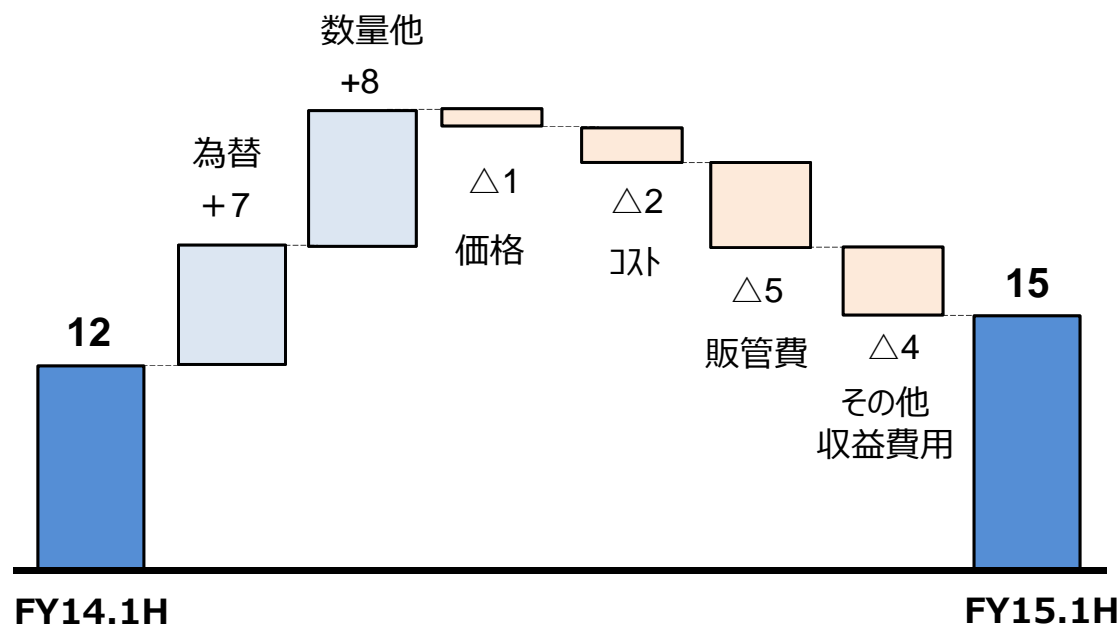 数量他
+8
為替
＋7
△1
価格
△2
ｺｽﾄ
△5
販管費
△4
その他
収益費用
12
15
FY14.1H
FY15.1H